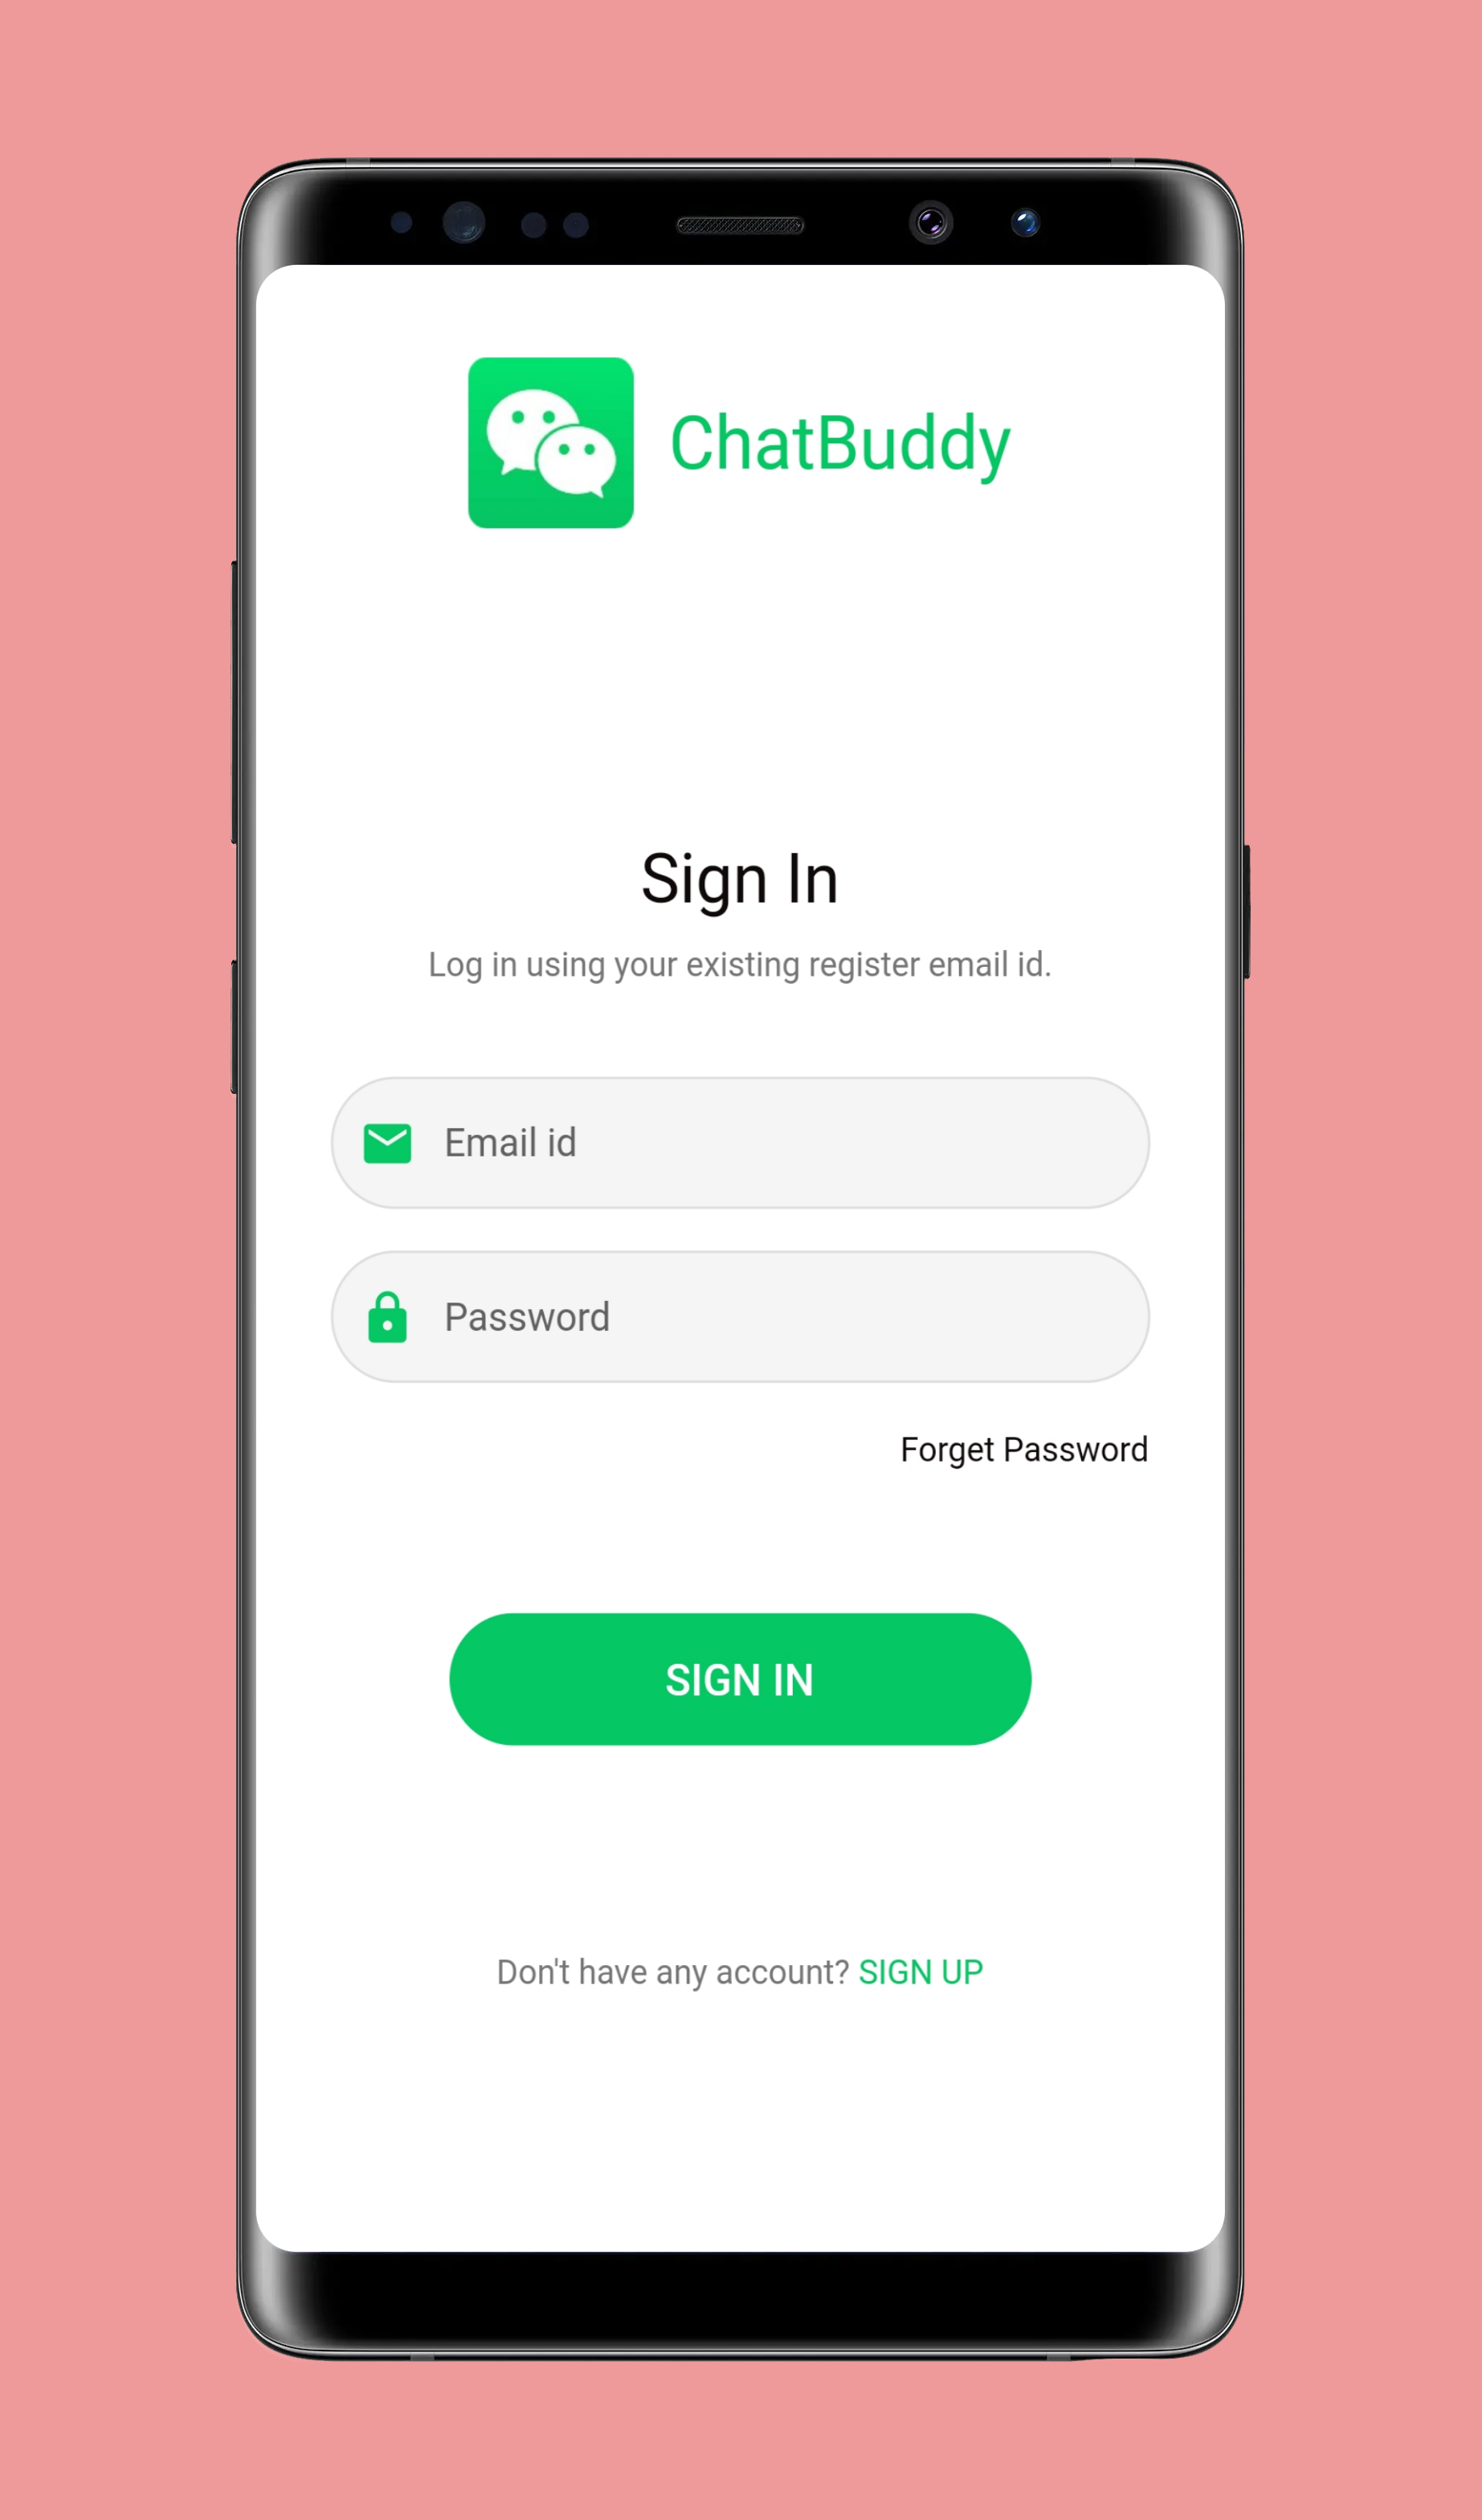 ChatBuddy
Sign In
Log in using your existing register email id.
Email id
Password
Forget Password
SIGN IN
Don't have any account? SIGN UP